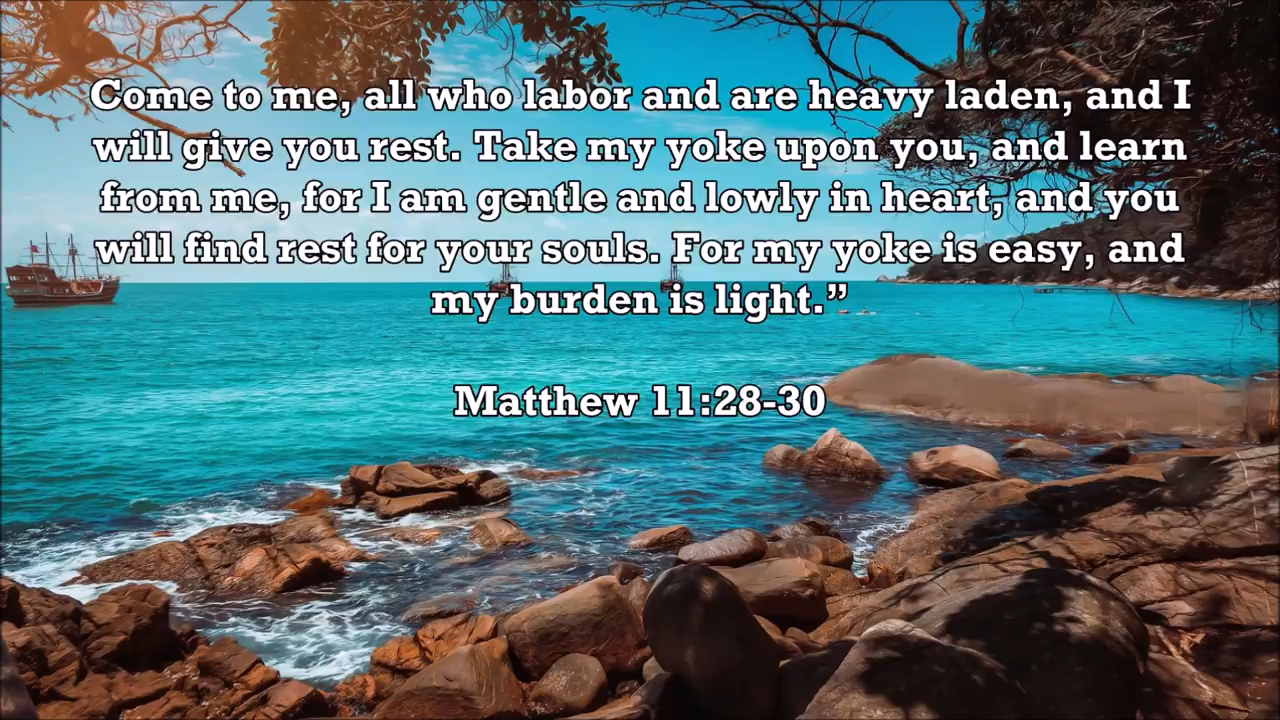 Come to me, all who labor and are heavy laden, and I
will give you rest. Take my yoke upon you, and learn
from me, for I am gentle and lowly in heart, and you
will find rest for your souls. For my yoke is easy, and
my burden is light.”
Matthew 11:28-30